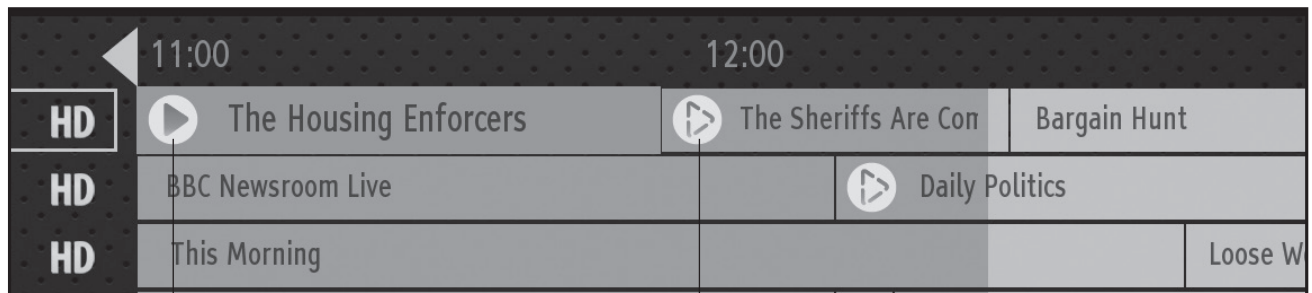 11:00 12:00
HD The Housing Enforcers The Sheriffs Are Com Bargain Hunt
HD BBC Newsroom Live Daily Politics
HD This Morning Loose W